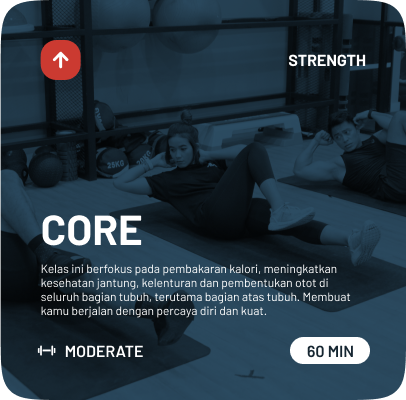 STRENGTH
25KG
CORE
Kelas ini berfokus pada pembakaran kalori, meningkatkan
kesehatan jantung, kelenturan dan pembentukan otot di
seluruh bagian tubuh, terutama bagian atas tubuh. Membuat
kamu berjalan dengan percaya diri dan kuat.
MODERATE
60 MIN